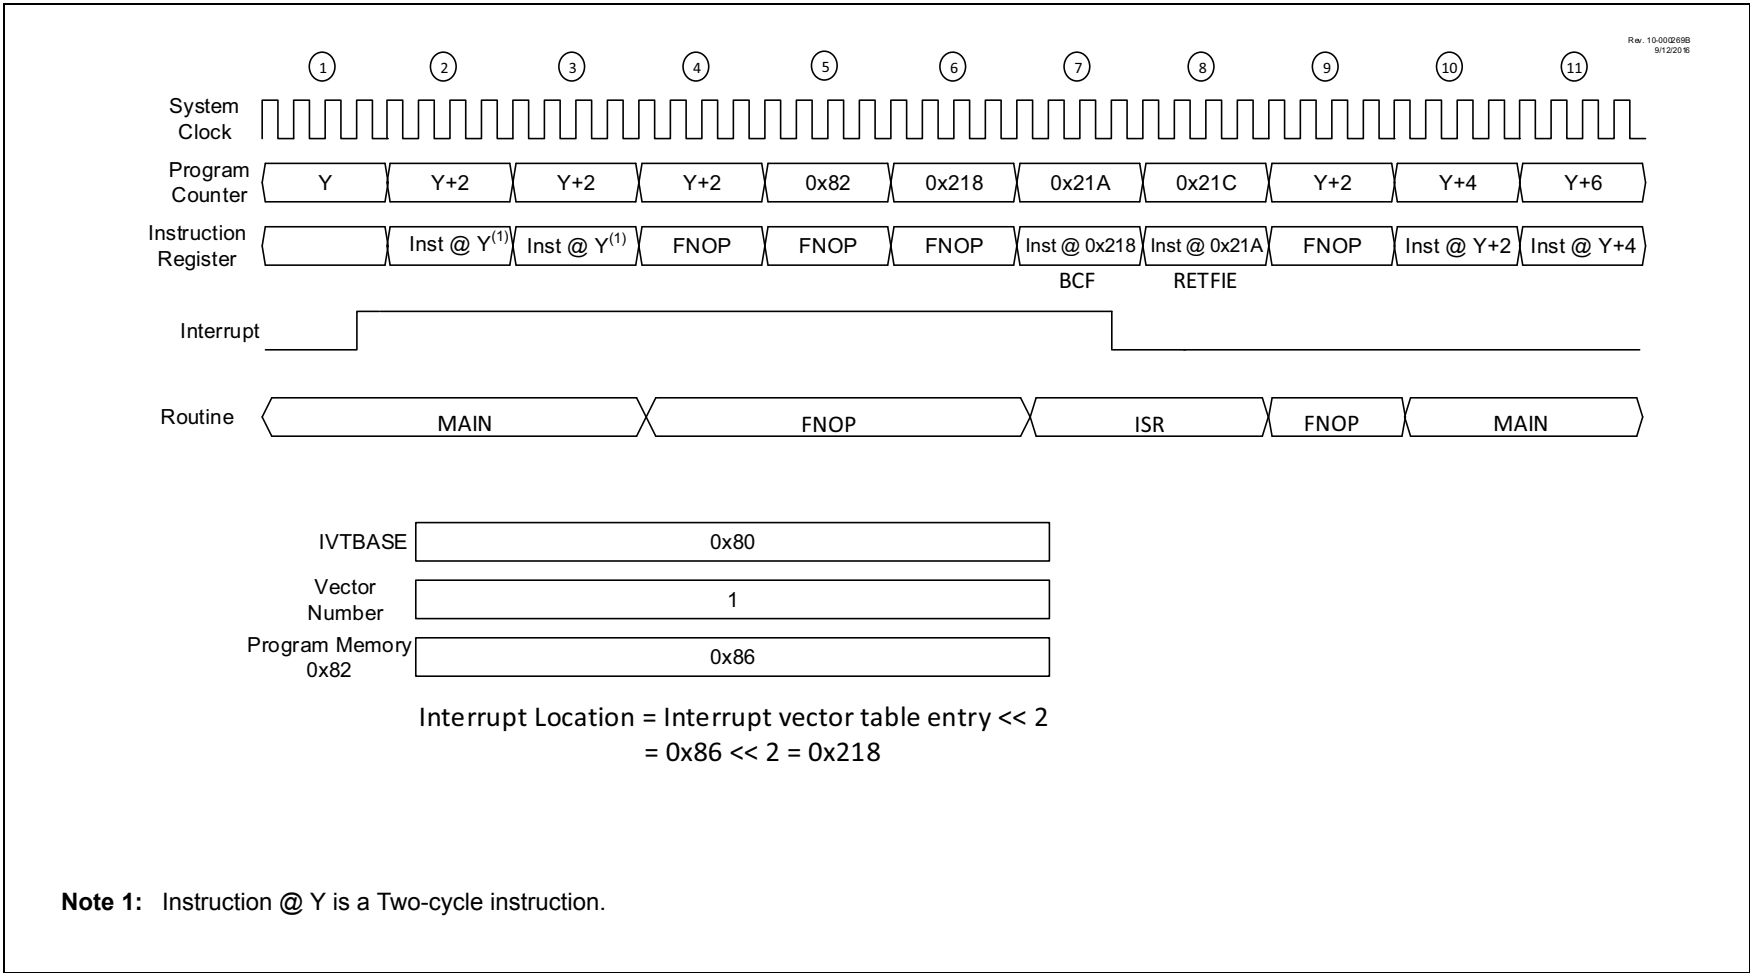 Rev. 10-000269B
9/12/2016
1 2 3 4 5 6 7 8 9 10 11
System
Clock
Program
Counter
Y Y+2 Y+2 Y+2 0x82 0x218 0x21A 0x21C Y+2 Y+4 Y+6
Instruction
Register
Inst @ Y(1) Inst @ Y(1) FNOP FNOP FNOP Inst @ 0x218 Inst @ 0x21A FNOP Inst @ Y+2 Inst @ Y+4
BCF RETFIE
Interrupt
Routine MAIN FNOP ISR FNOP MAIN
IVTBASE 0x80
Vector
Number
1
Program Memory
0x82
0x86
Interrupt Location = Interrupt vector table entry << 2
= 0x86 << 2 = 0x218
Note 1: Instruction @ Y is a Two-cycle instruction.